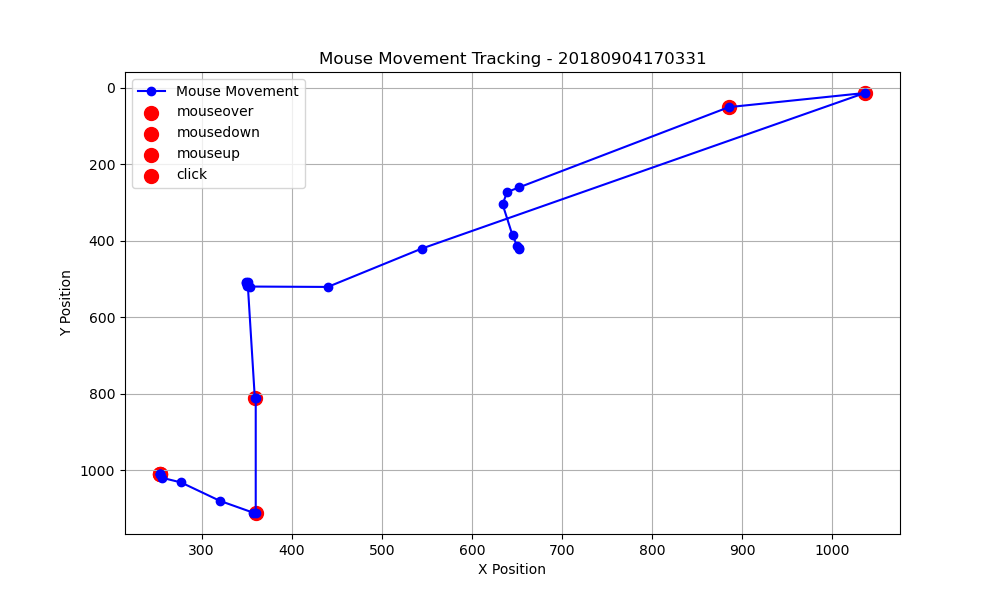 Mouse Movement Tracking - 20180904170331
Mouse Movement
mouseover
mousedown
mouseup
click
0
200
400
600
800
1000
Y Position
300 400 500 600 700 800 900 1000
X Position